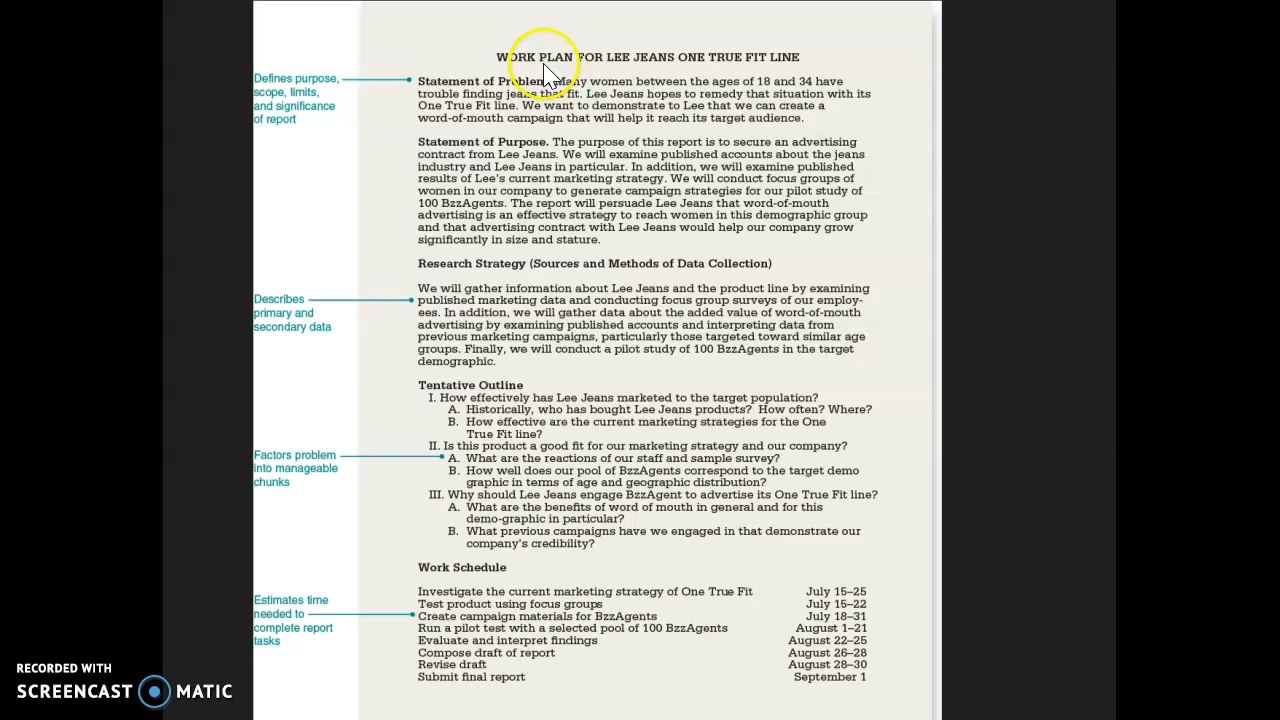 WORK PLAN FOR LEE JEANS ONE TRUE FIT LINE
Defines purpose,
scope, limits,
and significance
of report
Statement of Problem. Many women between the ages of 18 and 34 have
trouble finding jeans that fit. Lee Jeans hopes to remedy that situation with its
One True Fit line. We want to demonstrate to Lee that we can create a
word-of-mouth campaign that will help it reach its target audience.
Statement of Purpose. The purpose of this report is to secure an advertising
contract from Lee Jeans. We will examine published accounts about the jeans
industry and Lee Jeans in particular. In addition, we will examine published
results of Lee's current marketing strategy. We will conduct focus groups of
women in our company to generate campaign strategies for our pilot study of
100 BzzAgents. The report will persuade Lee Jeans that word-of-mouth
advertising is an effective strategy to reach women in this demographic group
and that advertising contract with Lee Jeans would help our company grow
significantly in size and stature.
Research Strategy (Sources and Methods of Data Collection)
Describes
primary and
secondary data
We will gather information about Lee Jeans and the product line by examining
published marketing data and conducting focus group surveys of our employ-
ees. In addition, we will gather data about the added value of word-of-mouth
advertising by examining published accounts and interpreting data from
previous marketing campaigns, particularly those targeted toward similar age
groups. Finally, we will conduct a pilot study of 100 BzzAgents in the target
demographic.
Tentative Outline
I. How effectively has Lee Jeans marketed to the target population?
A. Historically, who has bought Lee Jeans products? How often? Where?
B. How effective are the current marketing strategies for the One
True Fit line?
Factors problem
into manageable
chunks
II. Is this product a good fit for our marketing strategy and our company?
A. What are the reactions of our staff and sample survey?
B. How well does our pool of BzzAgents correspond to the target demo
graphic in terms of age and geographic distribution?
III. Why should Lee Jeans engage BzzAgent to advertise its One True Fit line?
A. What are the benefits of word of mouth in general and for this
demo-graphic in particular?
B. What previous campaigns have we engaged in that demonstrate our
company's credibility?
Work Schedule
Estimates time
needed to
complete report
tasks
Investigate the current marketing strategy of One True Fit July 15–25
Test product using focus groups July 15–22
Create campaign materials for BzzAgents July 18–31
Run a pilot test with a selected pool of 100 BzzAgents August 1–21
Evaluate and interpret findings August 22–25
Compose draft of report August 26–28
Revise draft August 28–30
Submit final report September 1
RECORDED WITH
SCREENCAST MATIC